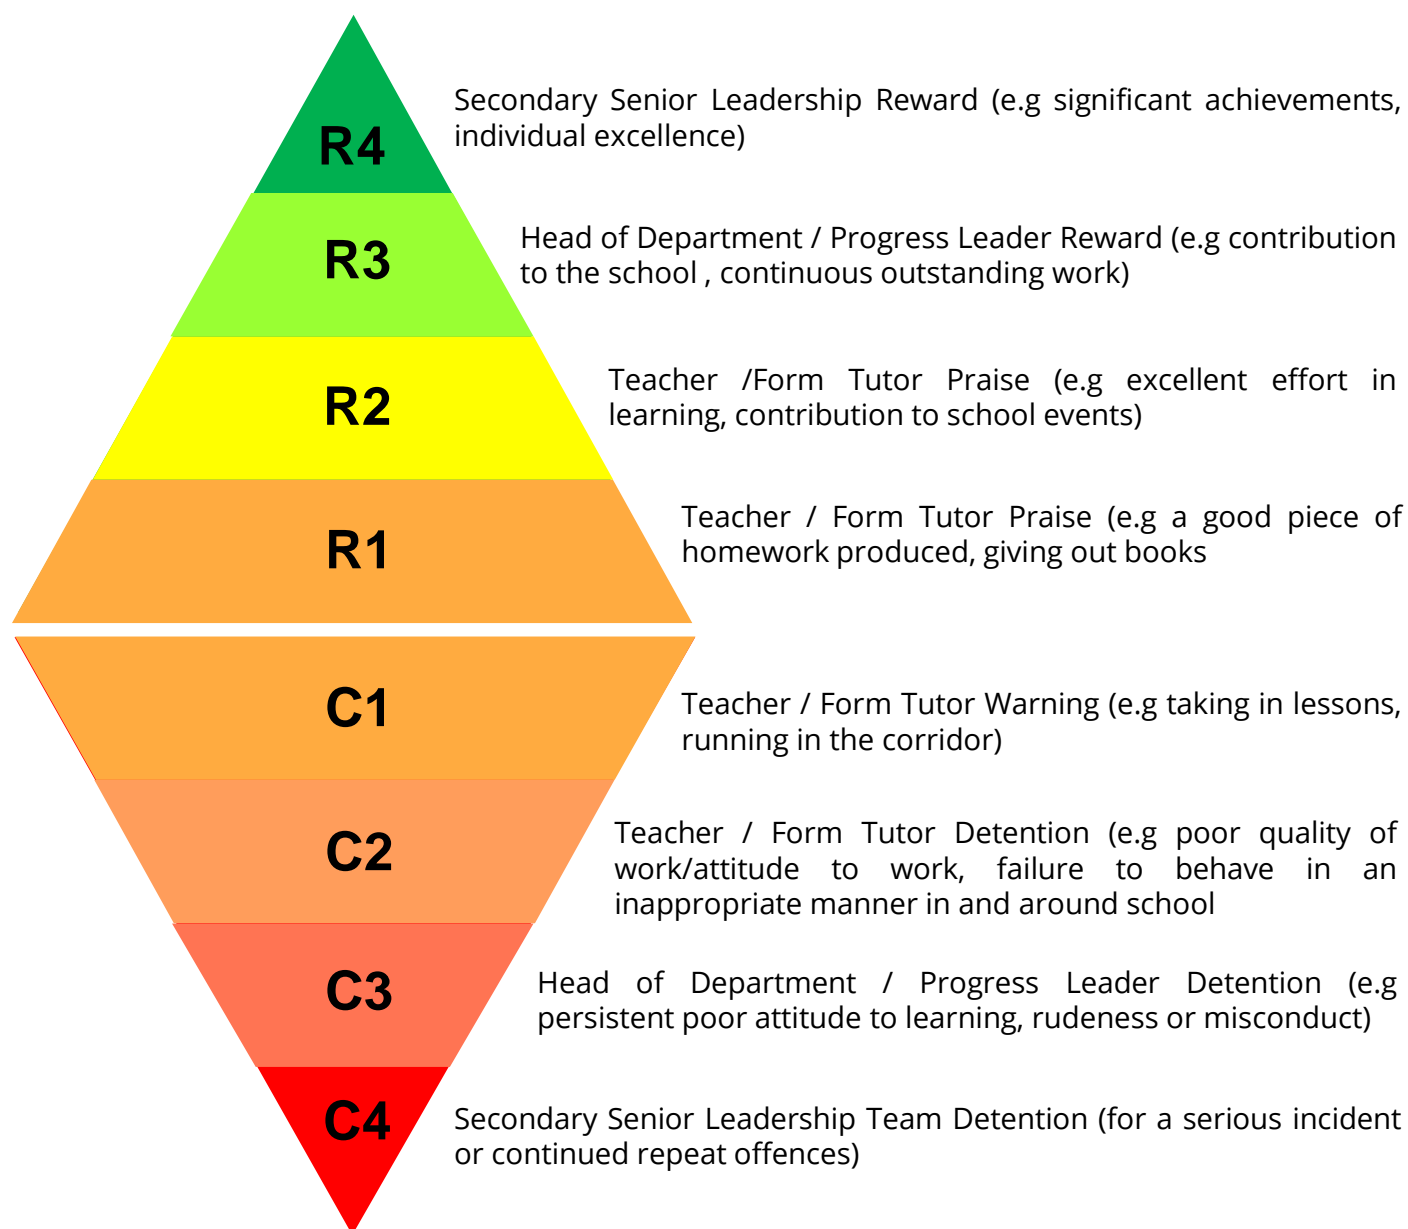 R4
Secondary Senior Leadership Reward (e.g significant achievements,
individual excellence)
R3
Head of Department / Progress Leader Reward (e.g contribution
to the school , continuous outstanding work)
R2
Teacher /Form Tutor Praise (e.g excellent effort in
learning, contribution to school events)
R1
Teacher / Form Tutor Praise (e.g a good piece of
homework produced, giving out books
C1
Teacher / Form Tutor Warning (e.g taking in lessons,
running in the corridor)
C2
Teacher / Form Tutor Detention (e.g poor quality of
work/attitude to work, failure to behave in an
inappropriate manner in and around school
C3
Head of Department / Progress Leader Detention (e.g
persistent poor attitude to learning, rudeness or misconduct)
C4
Secondary Senior Leadership Team Detention (for a serious incident
or continued repeat offences)